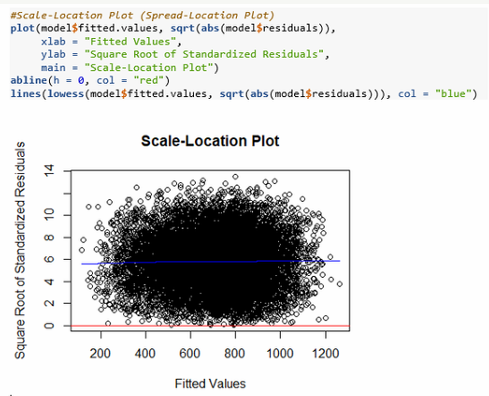 #Scale-Location Plot (Spread-Location Plot)
plot(model$fitted.values, sqrt(abs(model$residuals)),
xlab = "Fitted Values",
ylab = "Square Root of Standardized Residuals",
main = "Scale-Location Plot")
abline(h = 0, col = "red")
lines(lowess(model$fitted.values, sqrt(abs(model$residuals))), col = "blue")
Scale-Location Plot
Square Root of Standardized Residuals
14
10
8
6
4
2
0
200 400 600 800 1000 1200
Fitted Values